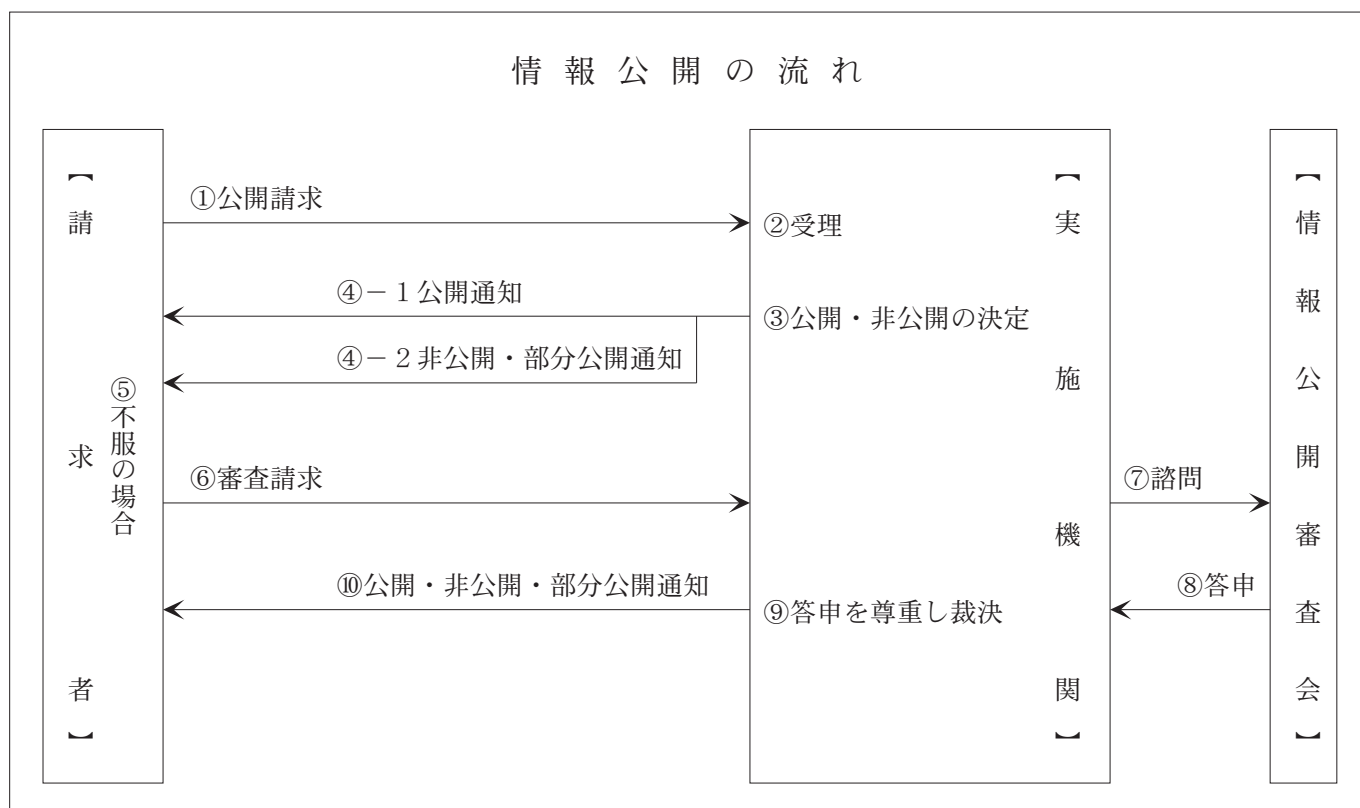 情報公開の流れ
【請求者】
①公開請求
②受理
【実施機関】
【情報公開審査会】
④－１公開通知
③公開・非公開の決定
④－２非公開・部分公開通知
⑤不服の場合
⑥審査請求
⑦諮問
⑧答申
⑩公開・非公開・部分公開通知
⑨答申を尊重し裁決